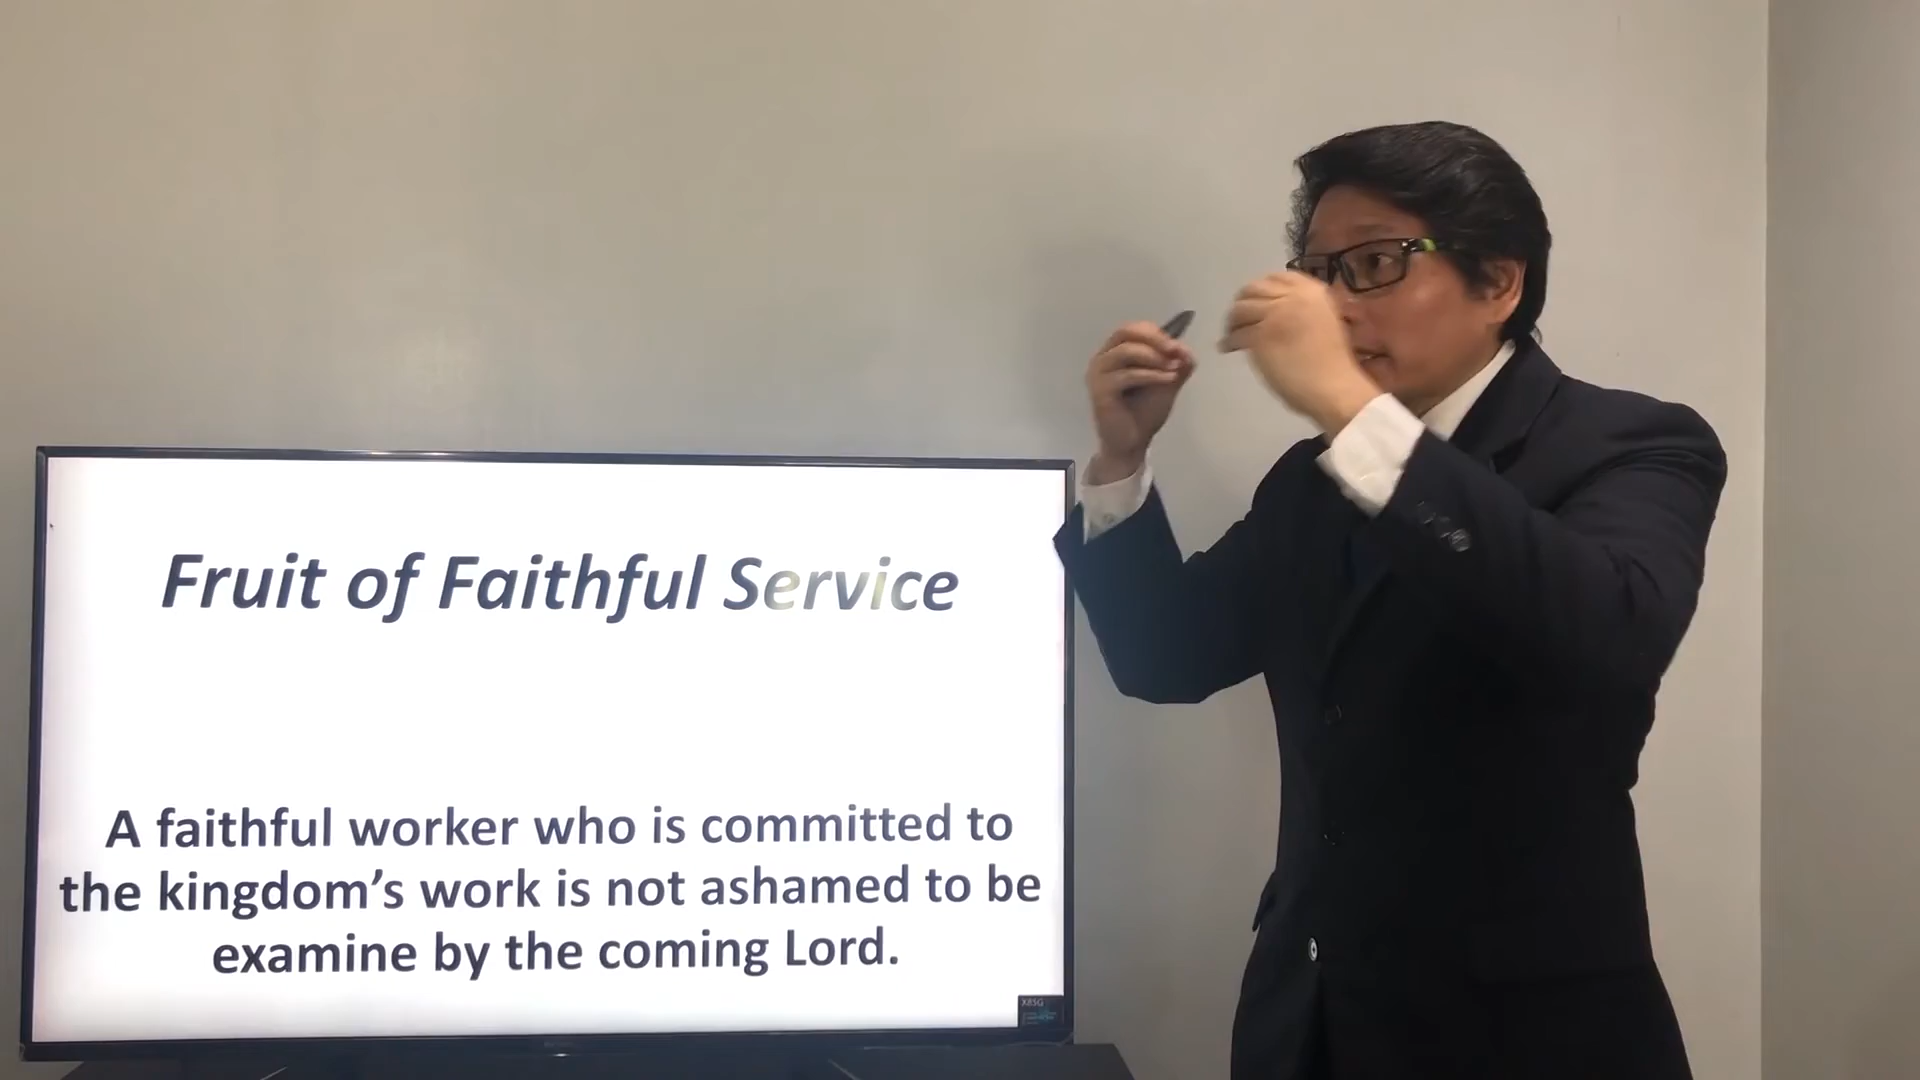 Fruit of Faithful Service
A faithful worker who is committed to
the kingdom’s work is not ashamed to be
examine by the coming Lord.
X85G